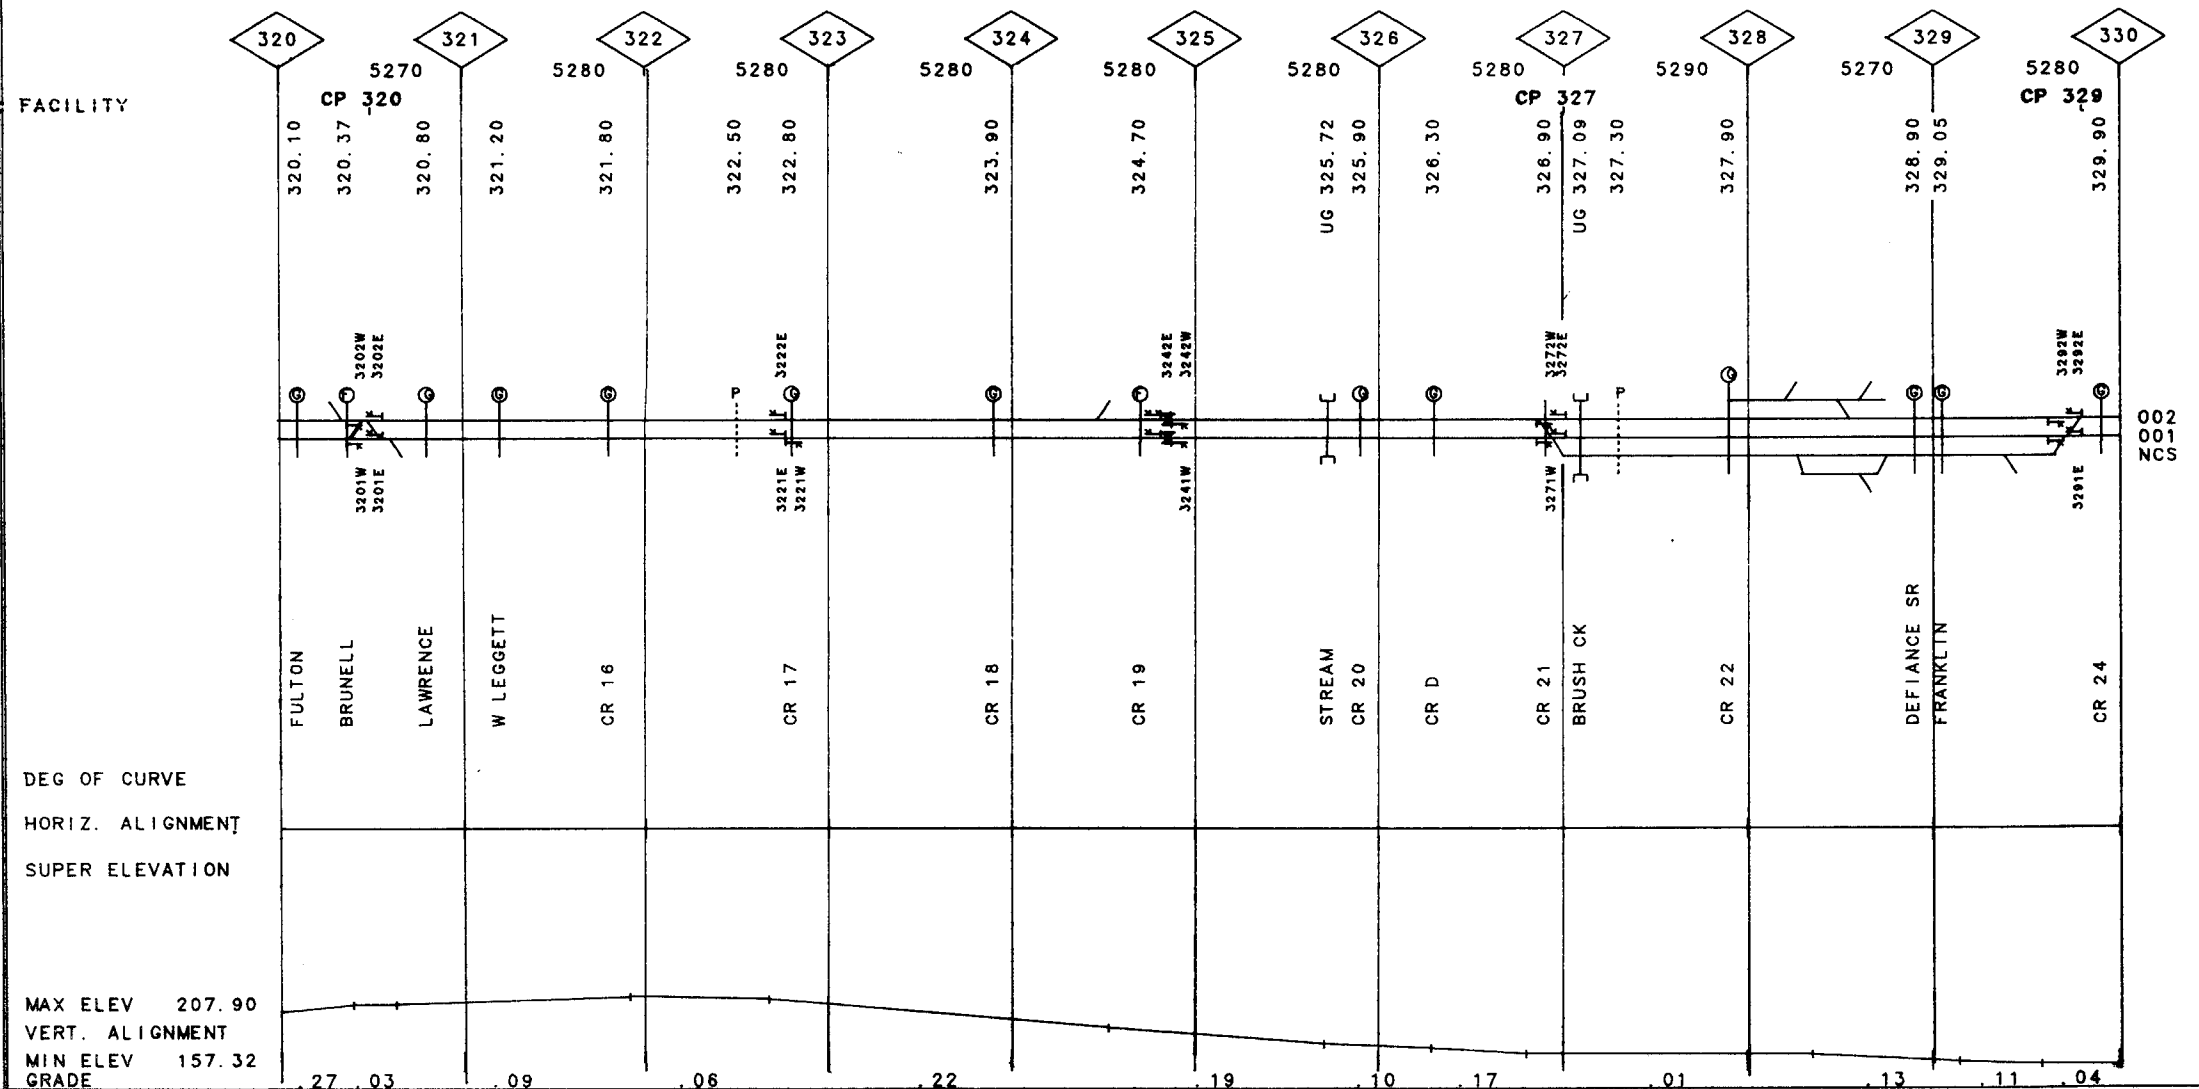 320 321 322 323 324 325 326 327 328 329 330
5270 5280 5280 5280 5280 5280 5280 5290 5270 5280
FACILITY
CP 320 CP 327 CP 329
320.10 320.37 320.80 321.20 321.80 322.50 322.80 323.90 324.70 UG 325.72 325.90 326.30 326.90 UG 327.09 327.30 327.90 328.90 329.05 329.90
3202W 3202E 3222E 3242E 3242W 3272W 3272E 3292W 3292E
G F G G G P G G F G G P G G G G
002
001
NCS
3201W 3201E 3221E 3221W 3241W 3271W 3291E
FULTON BRUNELL LAWRENCE W LEGGETT CR 16 CR 17 CR 18 CR 19 STREAM CR 20 CR D CR 21 BRUSH CK CR 22 DEFIANCE SR FRANKLIN CR 24
DEG OF CURVE
HORIZ. ALIGNMENT
SUPER ELEVATION
MAX ELEV 207.90
VERT. ALIGNMENT
MIN ELEV 157.32
GRADE .27 .03 .09 .06 .22 .19 .10 .17 .01 .13 .11 .04